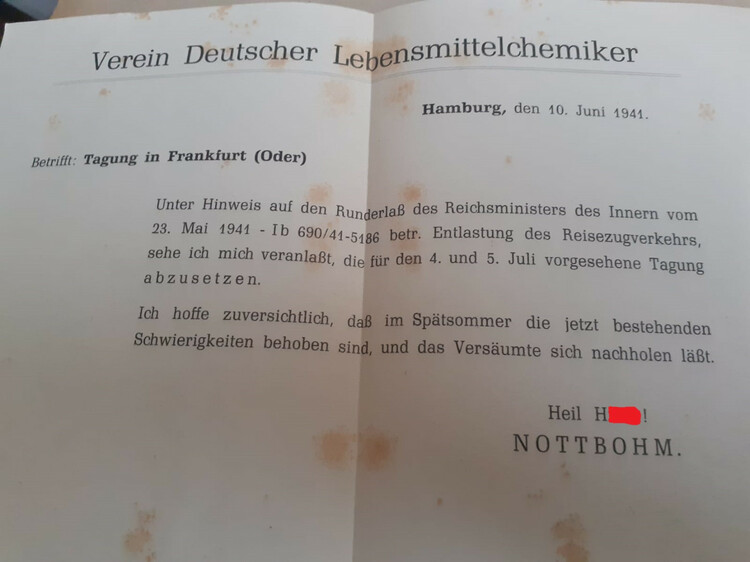 Verein Deutscher Lebensmittelchemiker
Hamburg, den 10. Juni 1941.
Betrifft: Tagung in Frankfurt (Oder)
Unter Hinweis auf den Runderlaß des Reichsministers des Innern vom
23. Mai 1941 - Ib 690/41-5186 betr. Entlastung des Reisezugverkehrs,
sehe ich mich veranlaßt, die für den 4. und 5. Juli vorgesehene Tagung
abzusetzen.
Ich hoffe zuversichtlich, daß im Spätsommer die jetzt bestehenden
Schwierigkeiten behoben sind, und das Versäumte sich nachholen läßt.
Heil H !
NOTTBOHM.